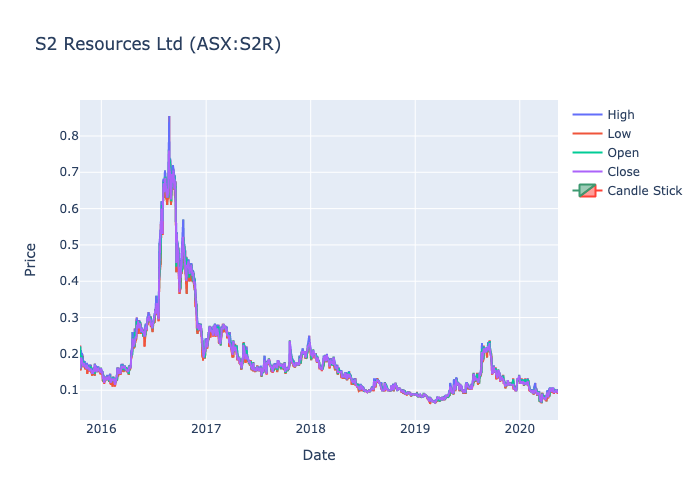 S2 Resources Ltd (ASX:S2R)
High
Low
Open
Close
Candle Stick
0.8
0.7
0.6
0.5
0.4
0.3
0.2
0.1
Price
2016 2017 2018 2019 2020
Date